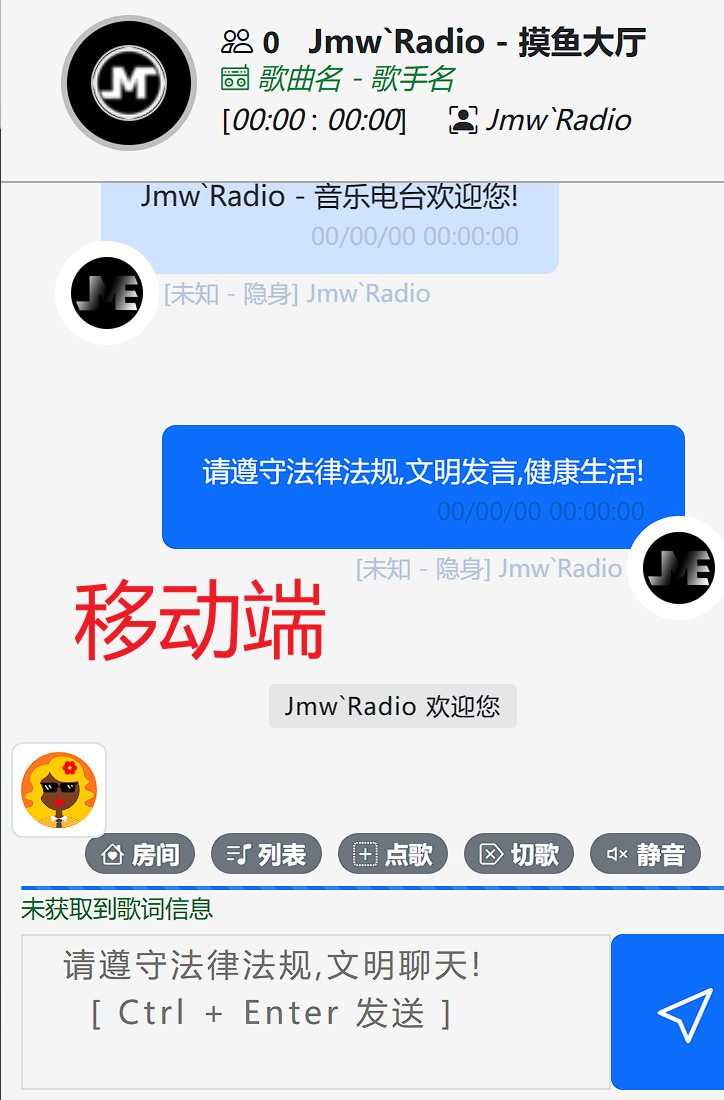 0 Jmw`Radio - 摸鱼大厅
歌曲名 - 歌手名
[00:00 : 00:00] Jmw`Radio
Jmw`Radio - 音乐电台欢迎您!
00/00/00 00:00:00
JME
[未知 - 隐身] Jmw`Radio
请遵守法律法规,文明发言,健康生活!
00/00/00 00:00:00
[未知 - 隐身] Jmw`Radio
JME
移动端
Jmw`Radio 欢迎您
房间 列表 点歌 切歌 静音
未获取到歌词信息
请遵守法律法规,文明聊天!
[ Ctrl + Enter 发送 ]